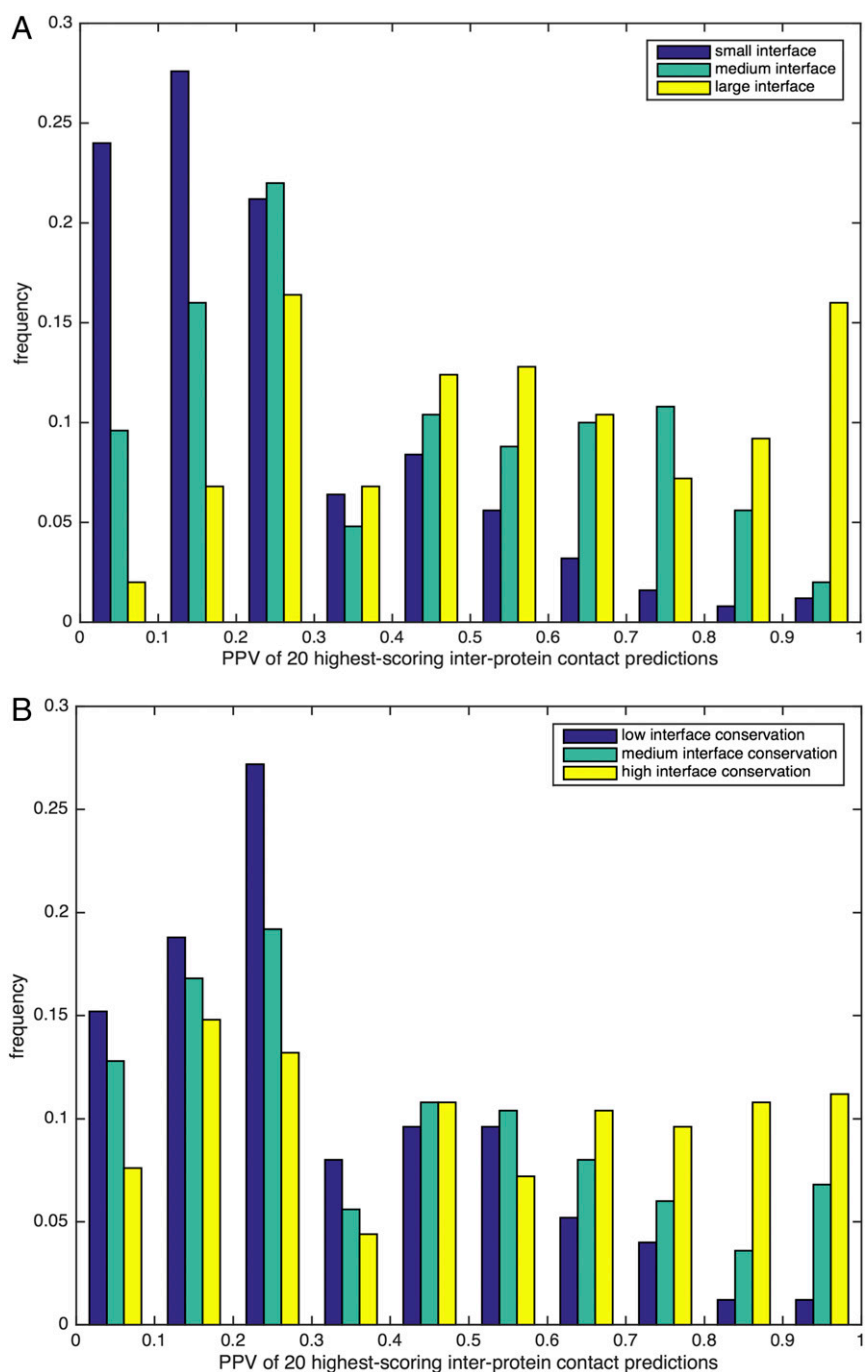 A
0.3
0.25
0.2
0.15
0.1
0.05
0
frequency
small interface
medium interface
large interface
0 0.1 0.2 0.3 0.4 0.5 0.6 0.7 0.8 0.9 1
PPV of 20 highest-scoring inter-protein contact predictions
B
0.3
0.25
0.2
0.15
0.1
0.05
0
frequency
low interface conservation
medium interface conservation
high interface conservation
0 0.1 0.2 0.3 0.4 0.5 0.6 0.7 0.8 0.9 1
PPV of 20 highest-scoring inter-protein contact predictions